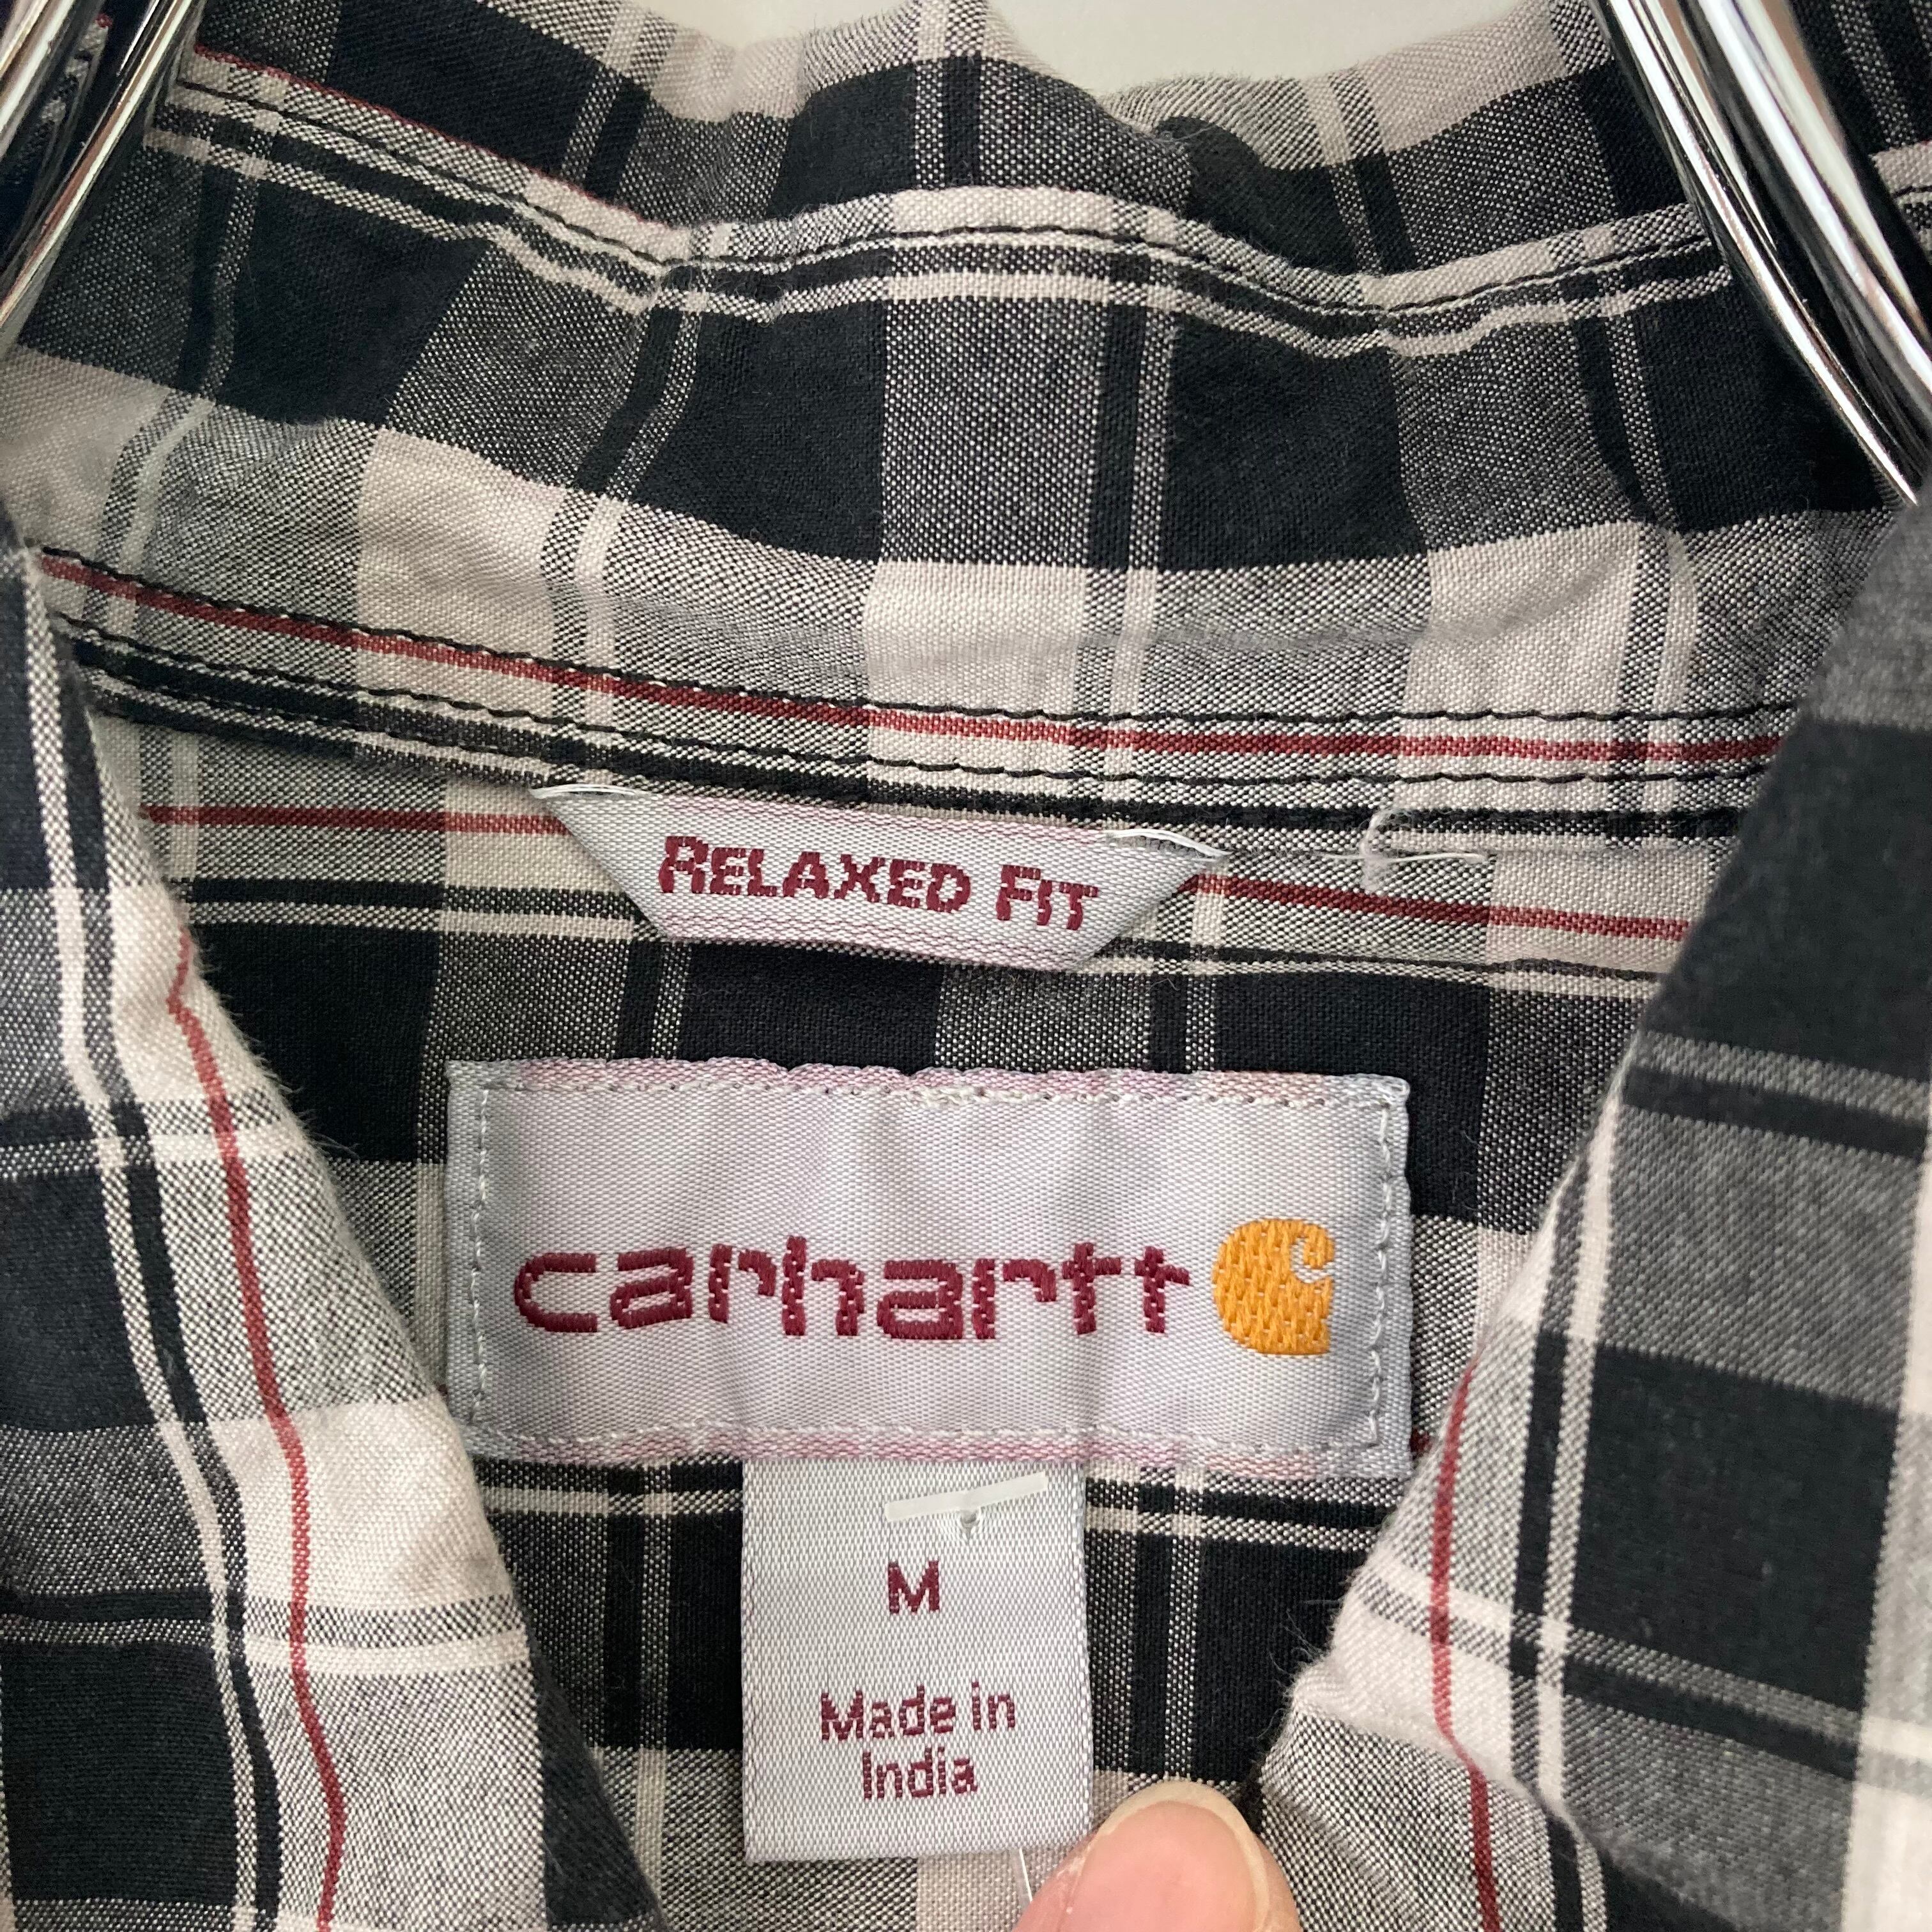 RELAXED FIT
carhartt
M
Made in
India